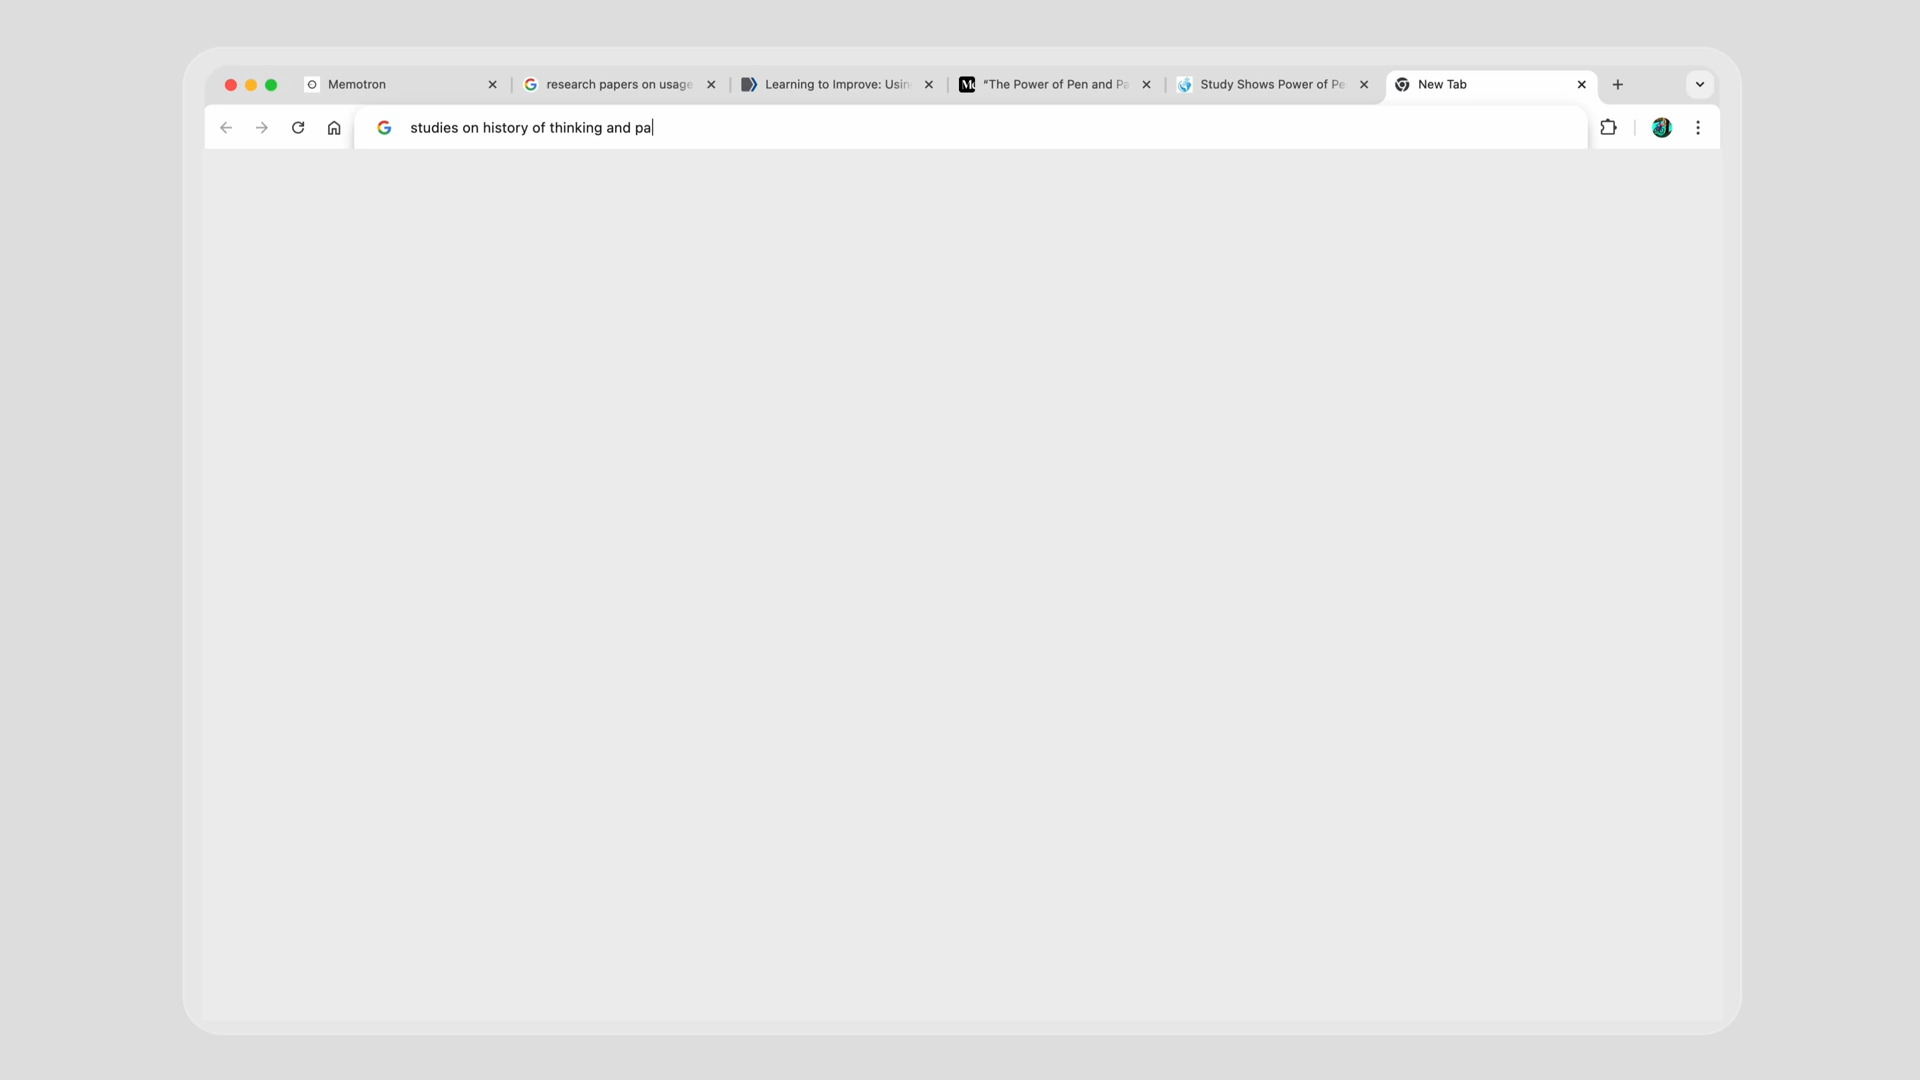 Memotron
research papers on usage
Learning to Improve: Usin
“The Power of Pen and Pa
Study Shows Power of Pe
New Tab
studies on history of thinking and pa